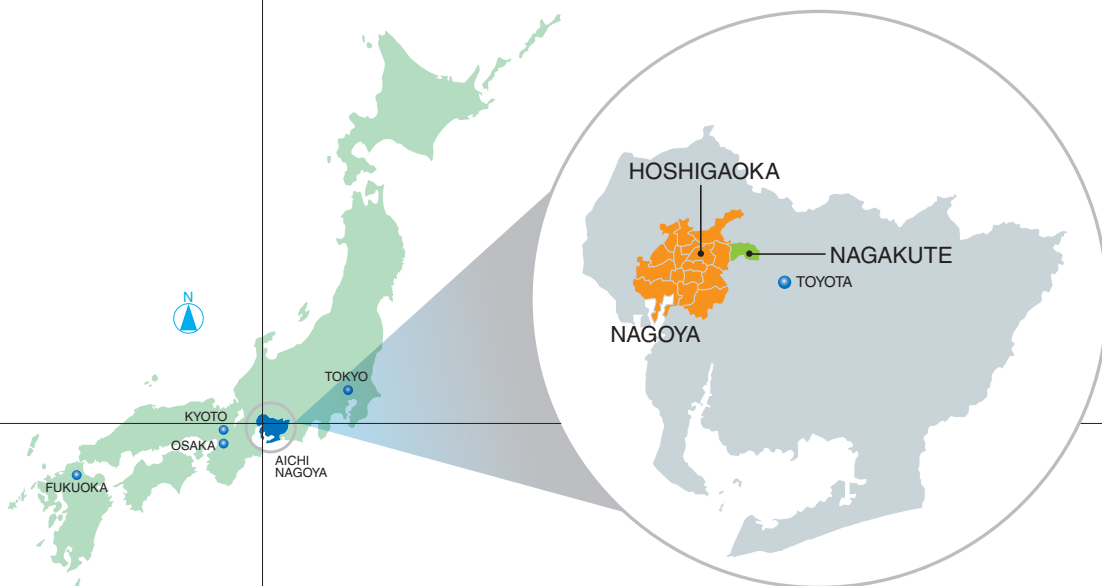 N
TOKYO
KYOTO
OSAKA
AICHI
NAGOYA
FUKUOKA
HOSHIGAOKA
NAGAKUTE
TOYOTA
NAGOYA